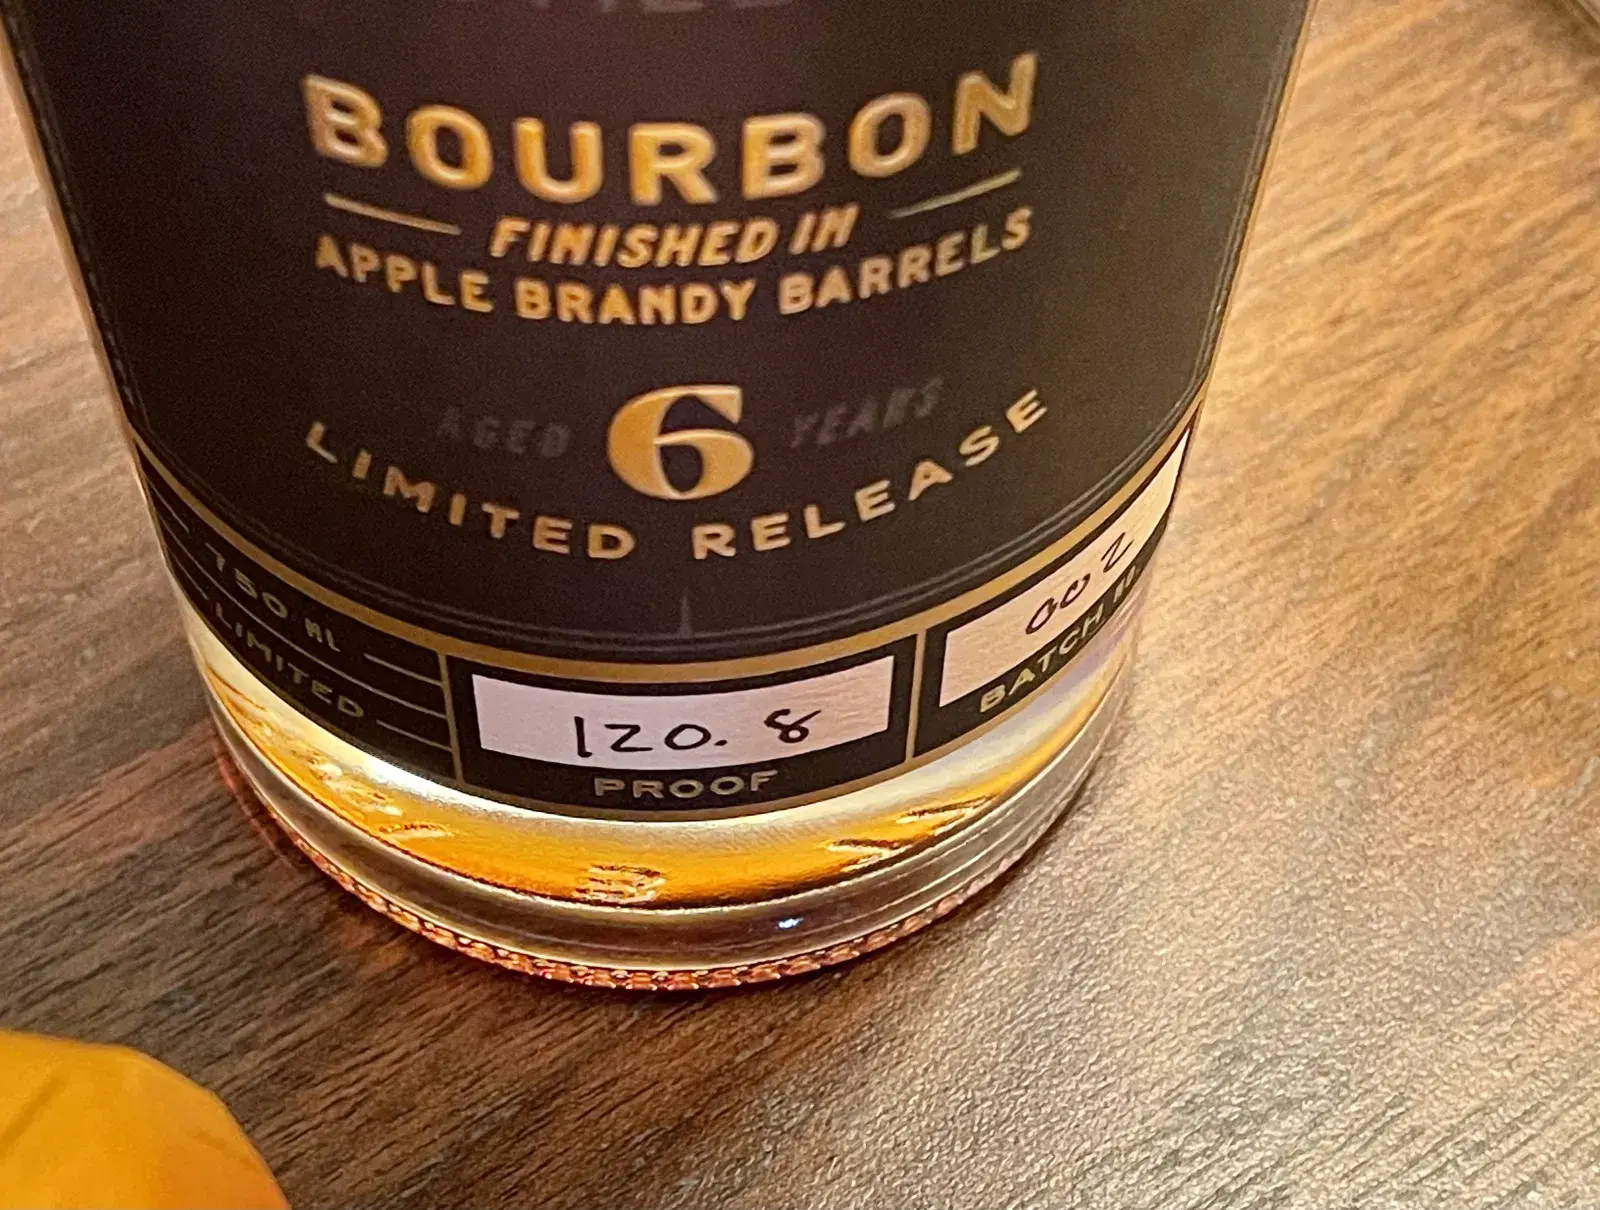 BOURBON
FINISHED IN
APPLE BRANDY BARRELS
AGED 6 YEARS
LIMITED RELEASE
750 ML
LIMITED
120.8
PROOF
002
BATCH NO.